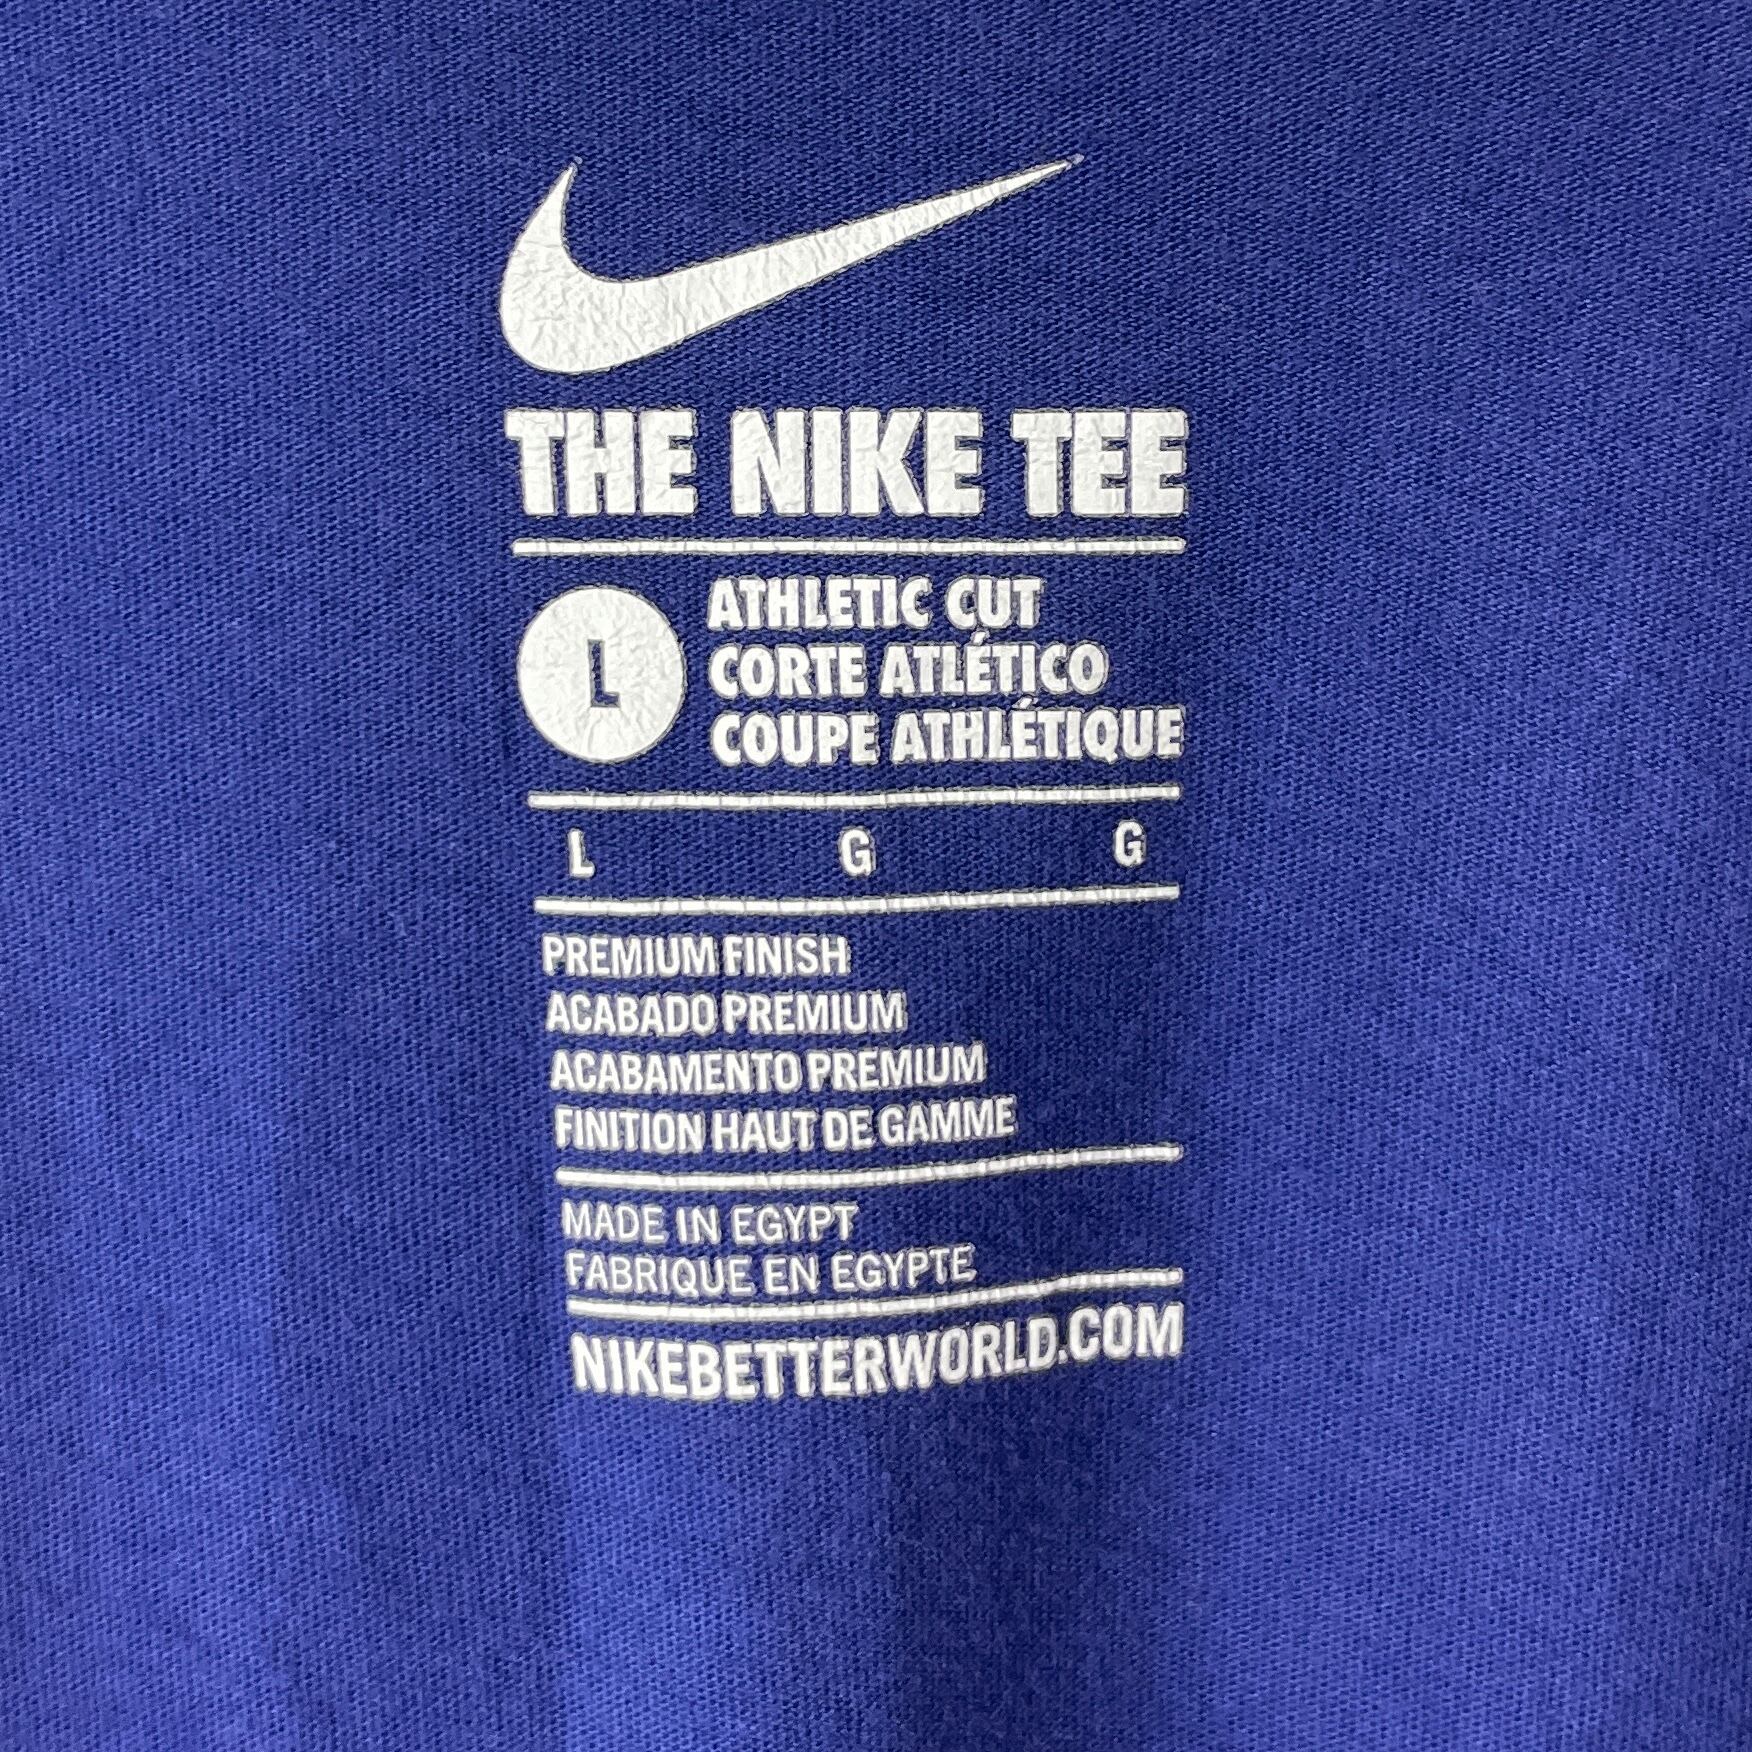 THE NIKE TEE
L
ATHLETIC CUT
CORTE ATLÉTICO
COUPE ATHLÉTIQUE
L G G
PREMIUM FINISH
ACABADO PREMIUM
ACABAMENTO PREMIUM
FINITION HAUT DE GAMME
MADE IN EGYPT
FABRIQUE EN EGYPTE
NIKEBETTERWORLD.COM